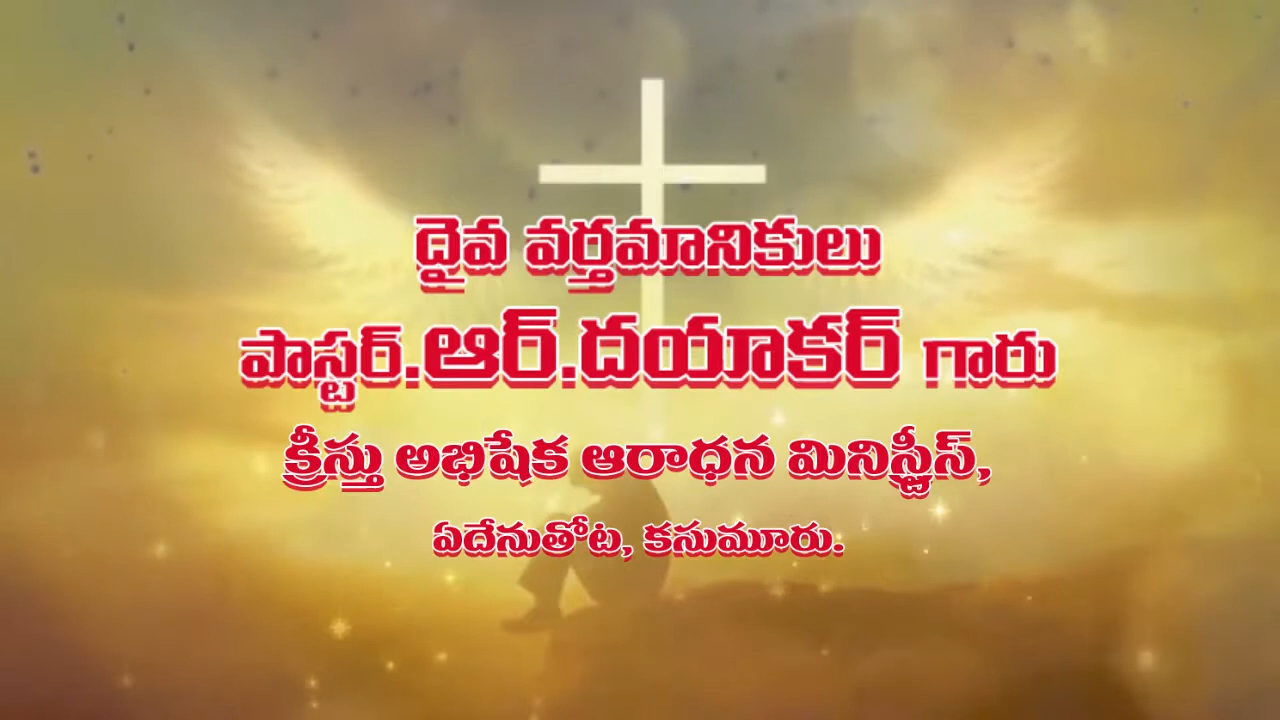 దైవ వర్తమానికులు
పాస్టర్.ఆర్.దయాకర్ గారు
క్రీస్తు అభిషేక ఆరాధన మినిస్ట్రీస్,
ఏదేనుతోట, కసుమూరు.